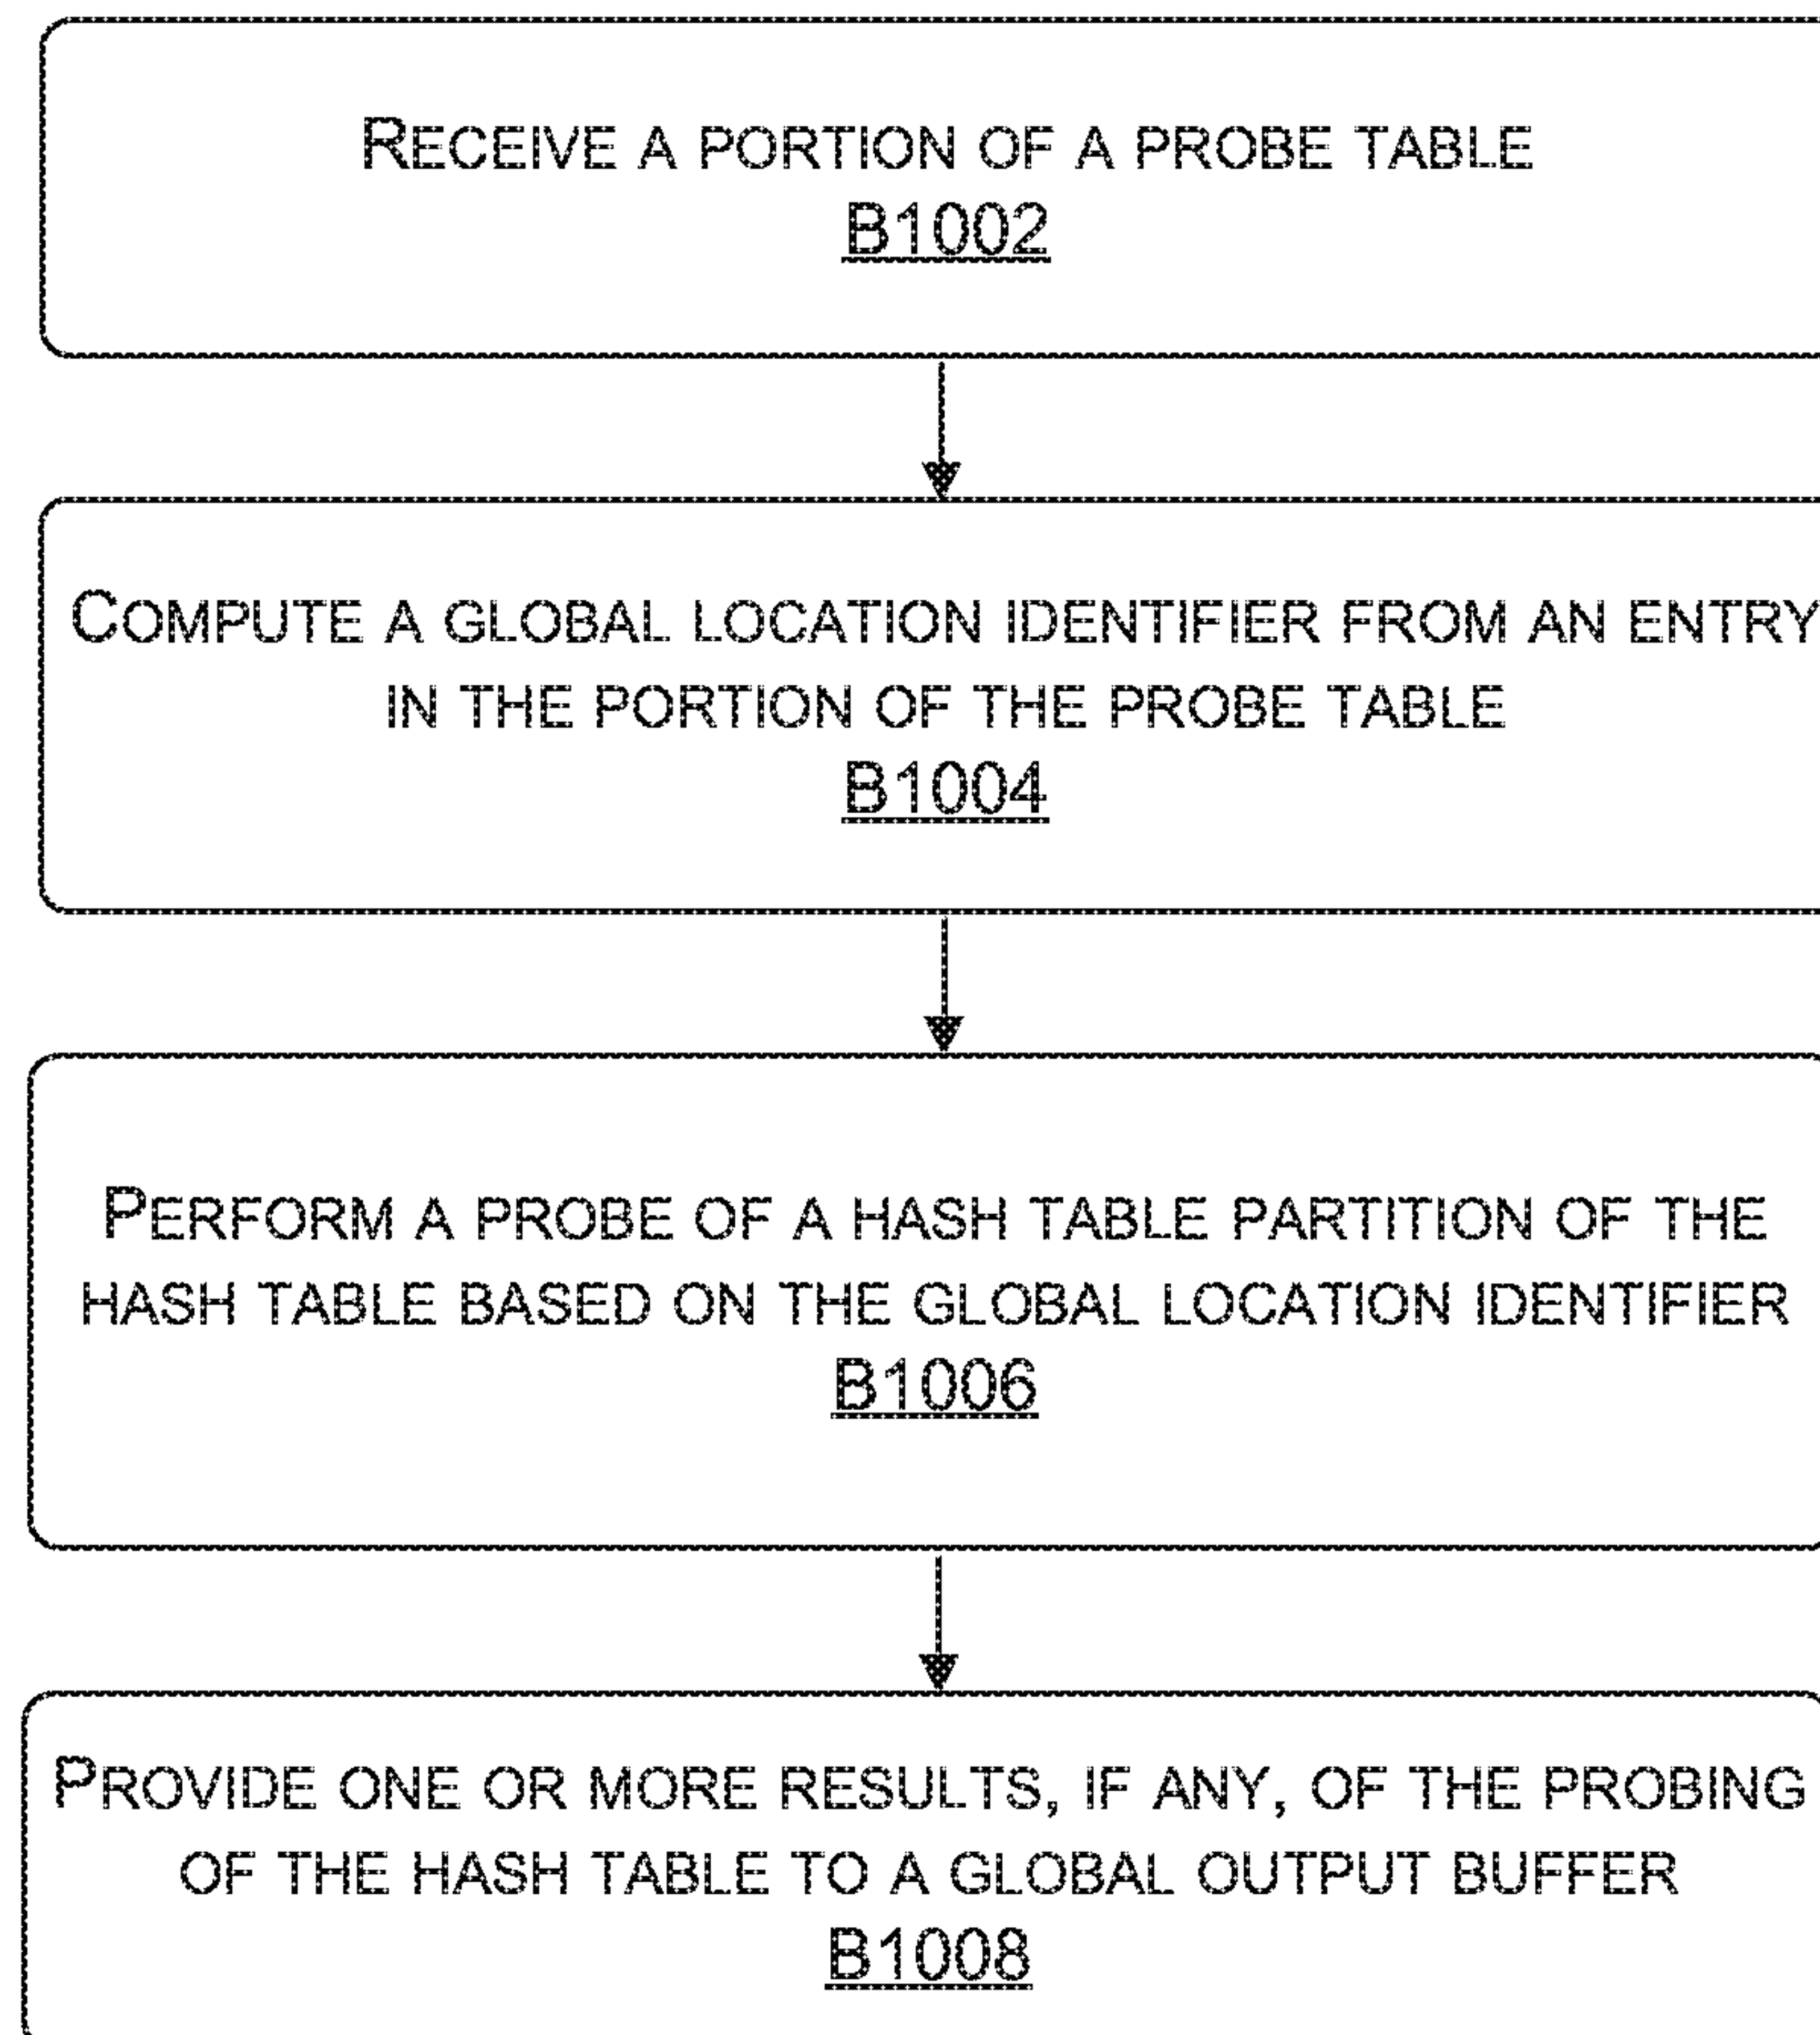 RECEIVE A PORTION OF A PROBE TABLE
B1002
COMPUTE A GLOBAL LOCATION IDENTIFIER FROM AN ENTRY
IN THE PORTION OF THE PROBE TABLE
B1004
PERFORM A PROBE OF A HASH TABLE PARTITION OF THE
HASH TABLE BASED ON THE GLOBAL LOCATION IDENTIFIER
B1006
PROVIDE ONE OR MORE RESULTS, IF ANY, OF THE PROBING
OF THE HASH TABLE TO A GLOBAL OUTPUT BUFFER
B1008